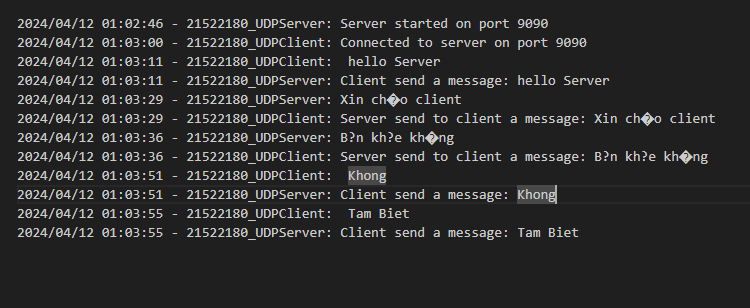 2024/04/12 01:02:46 - 21522180_UDPServer: Server started on port 9090
2024/04/12 01:03:00 - 21522180_UDPClient: Connected to server on port 9090
2024/04/12 01:03:11 - 21522180_UDPClient:  hello Server
2024/04/12 01:03:11 - 21522180_UDPServer: Client send a message: hello Server
2024/04/12 01:03:29 - 21522180_UDPServer: Xin ch�o client
2024/04/12 01:03:29 - 21522180_UDPClient: Server send to client a message: Xin ch�o client
2024/04/12 01:03:36 - 21522180_UDPServer: B?n kh?e kh�ng
2024/04/12 01:03:36 - 21522180_UDPClient: Server send to client a message: B?n kh?e kh�ng
2024/04/12 01:03:51 - 21522180_UDPClient:  Khong
2024/04/12 01:03:51 - 21522180_UDPServer: Client send a message: Khong
2024/04/12 01:03:55 - 21522180_UDPClient:  Tam Biet
2024/04/12 01:03:55 - 21522180_UDPServer: Client send a message: Tam Biet